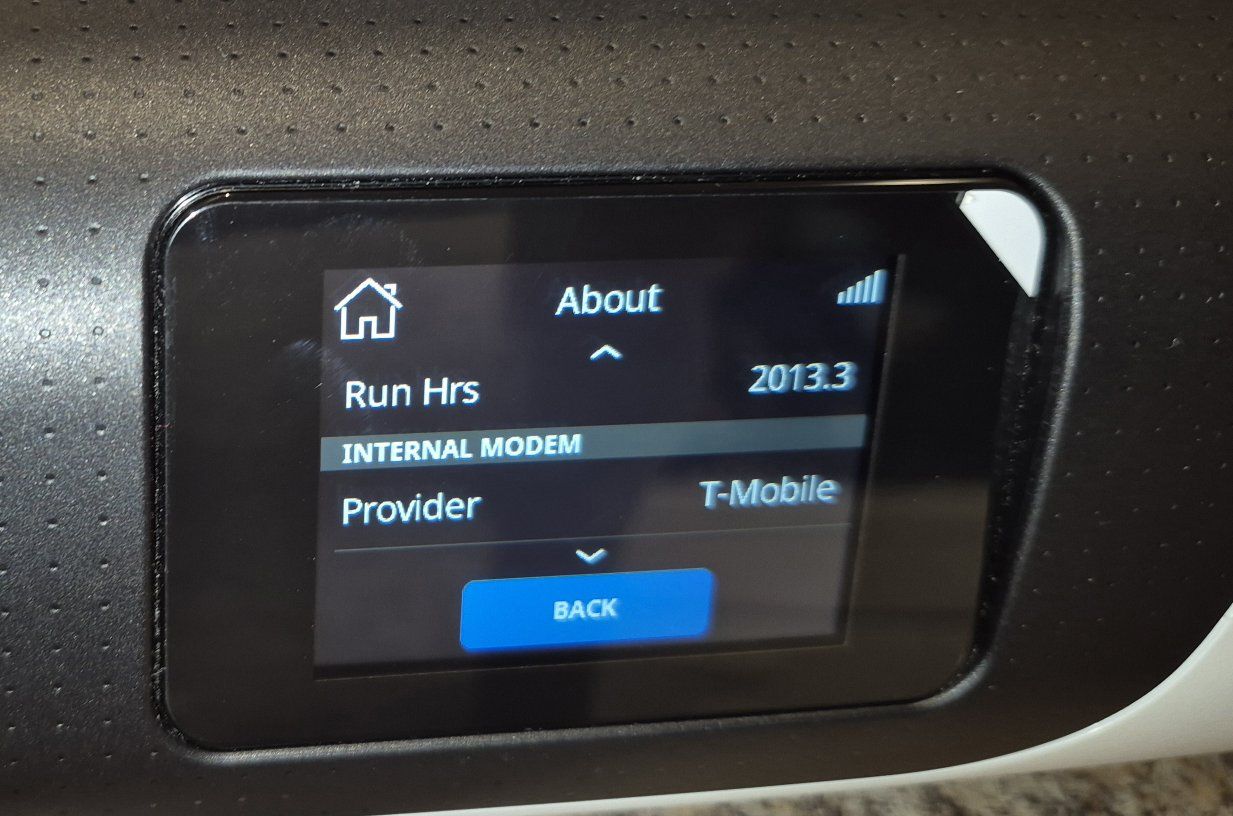 About
Run Hrs 2013.3
INTERNAL MODEM
Provider T-Mobile
BACK